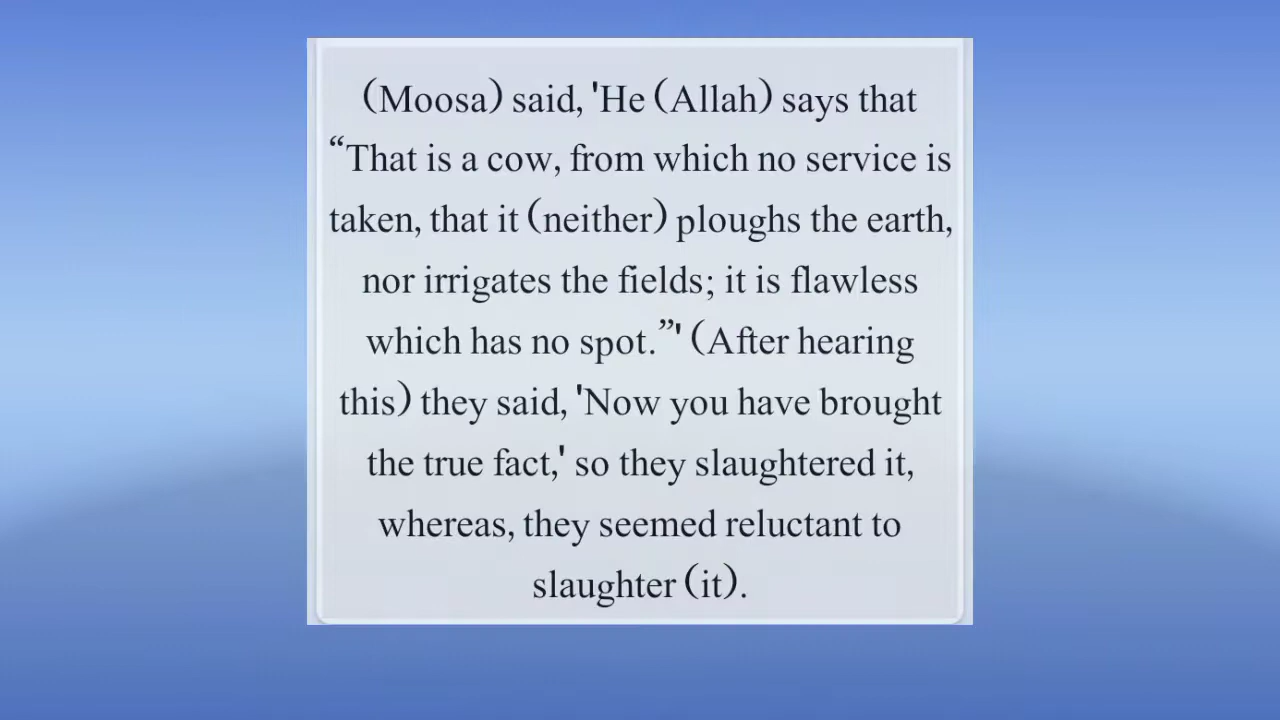 (Moosa) said, 'He (Allah) says that
“That is a cow, from which no service is
taken, that it (neither) ploughs the earth,
nor irrigates the fields; it is flawless
which has no spot.”' (After hearing
this) they said, 'Now you have brought
the true fact,' so they slaughtered it,
whereas, they seemed reluctant to
slaughter (it).